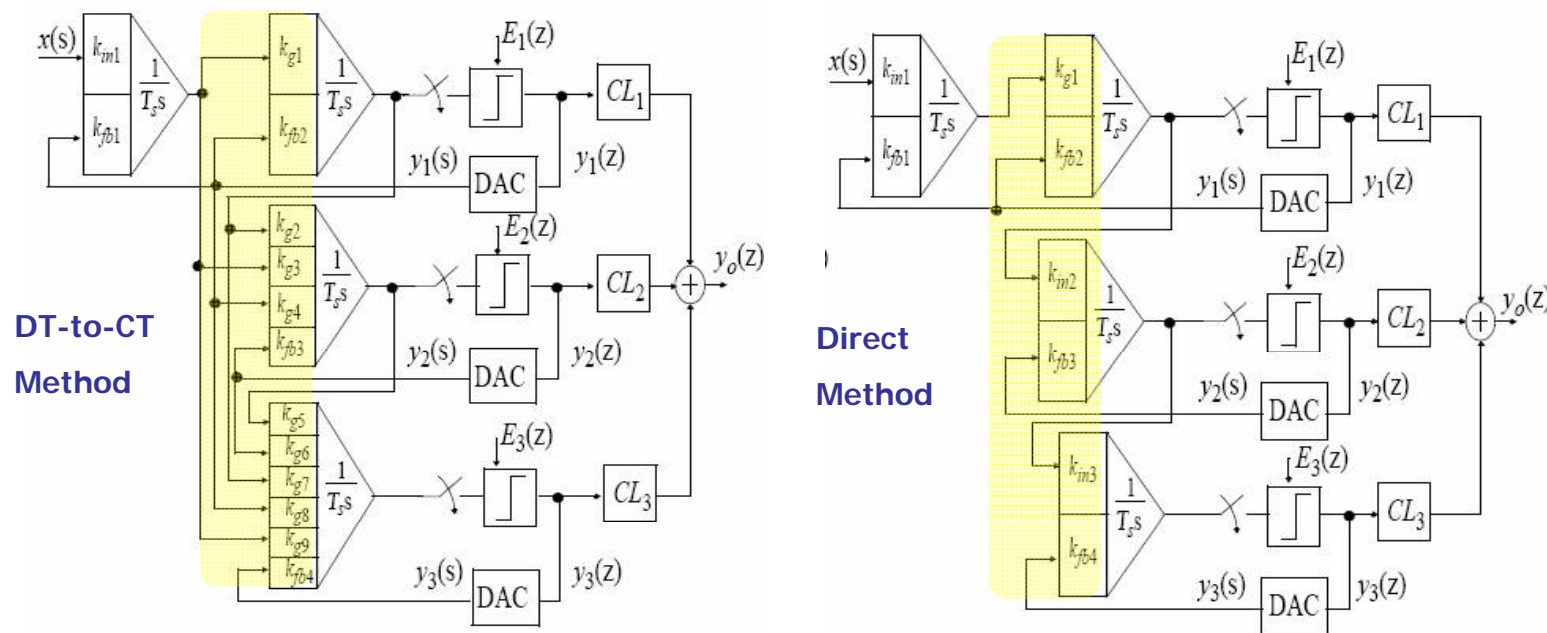 x(s)
k_in1
k_fb1
1
T_s s
k_g1
k_fb2
1
T_s s
E_1(z)
CL_1
y_1(s)
DAC
y_1(z)
k_g2
k_g3
k_g4
k_fb3
1
T_s s
E_2(z)
CL_2
+
y_o(z)
y_2(s)
DAC
y_2(z)
DT-to-CT
Method
k_g5
k_g6
k_g7
k_g8
k_g9
k_fb4
1
T_s s
E_3(z)
CL_3
y_3(s)
DAC
y_3(z)
x(s)
k_in1
k_fb1
1
T_s s
k_g1
k_fb2
1
T_s s
E_1(z)
CL_1
y_1(s)
DAC
y_1(z)
)
k_in2
k_fb3
1
T_s s
E_2(z)
CL_2
+
y_o(z)
y_2(s)
DAC
y_2(z)
Direct
Method
k_in3
k_fb4
1
T_s s
E_3(z)
CL_3
y_3(s)
DAC
y_3(z)